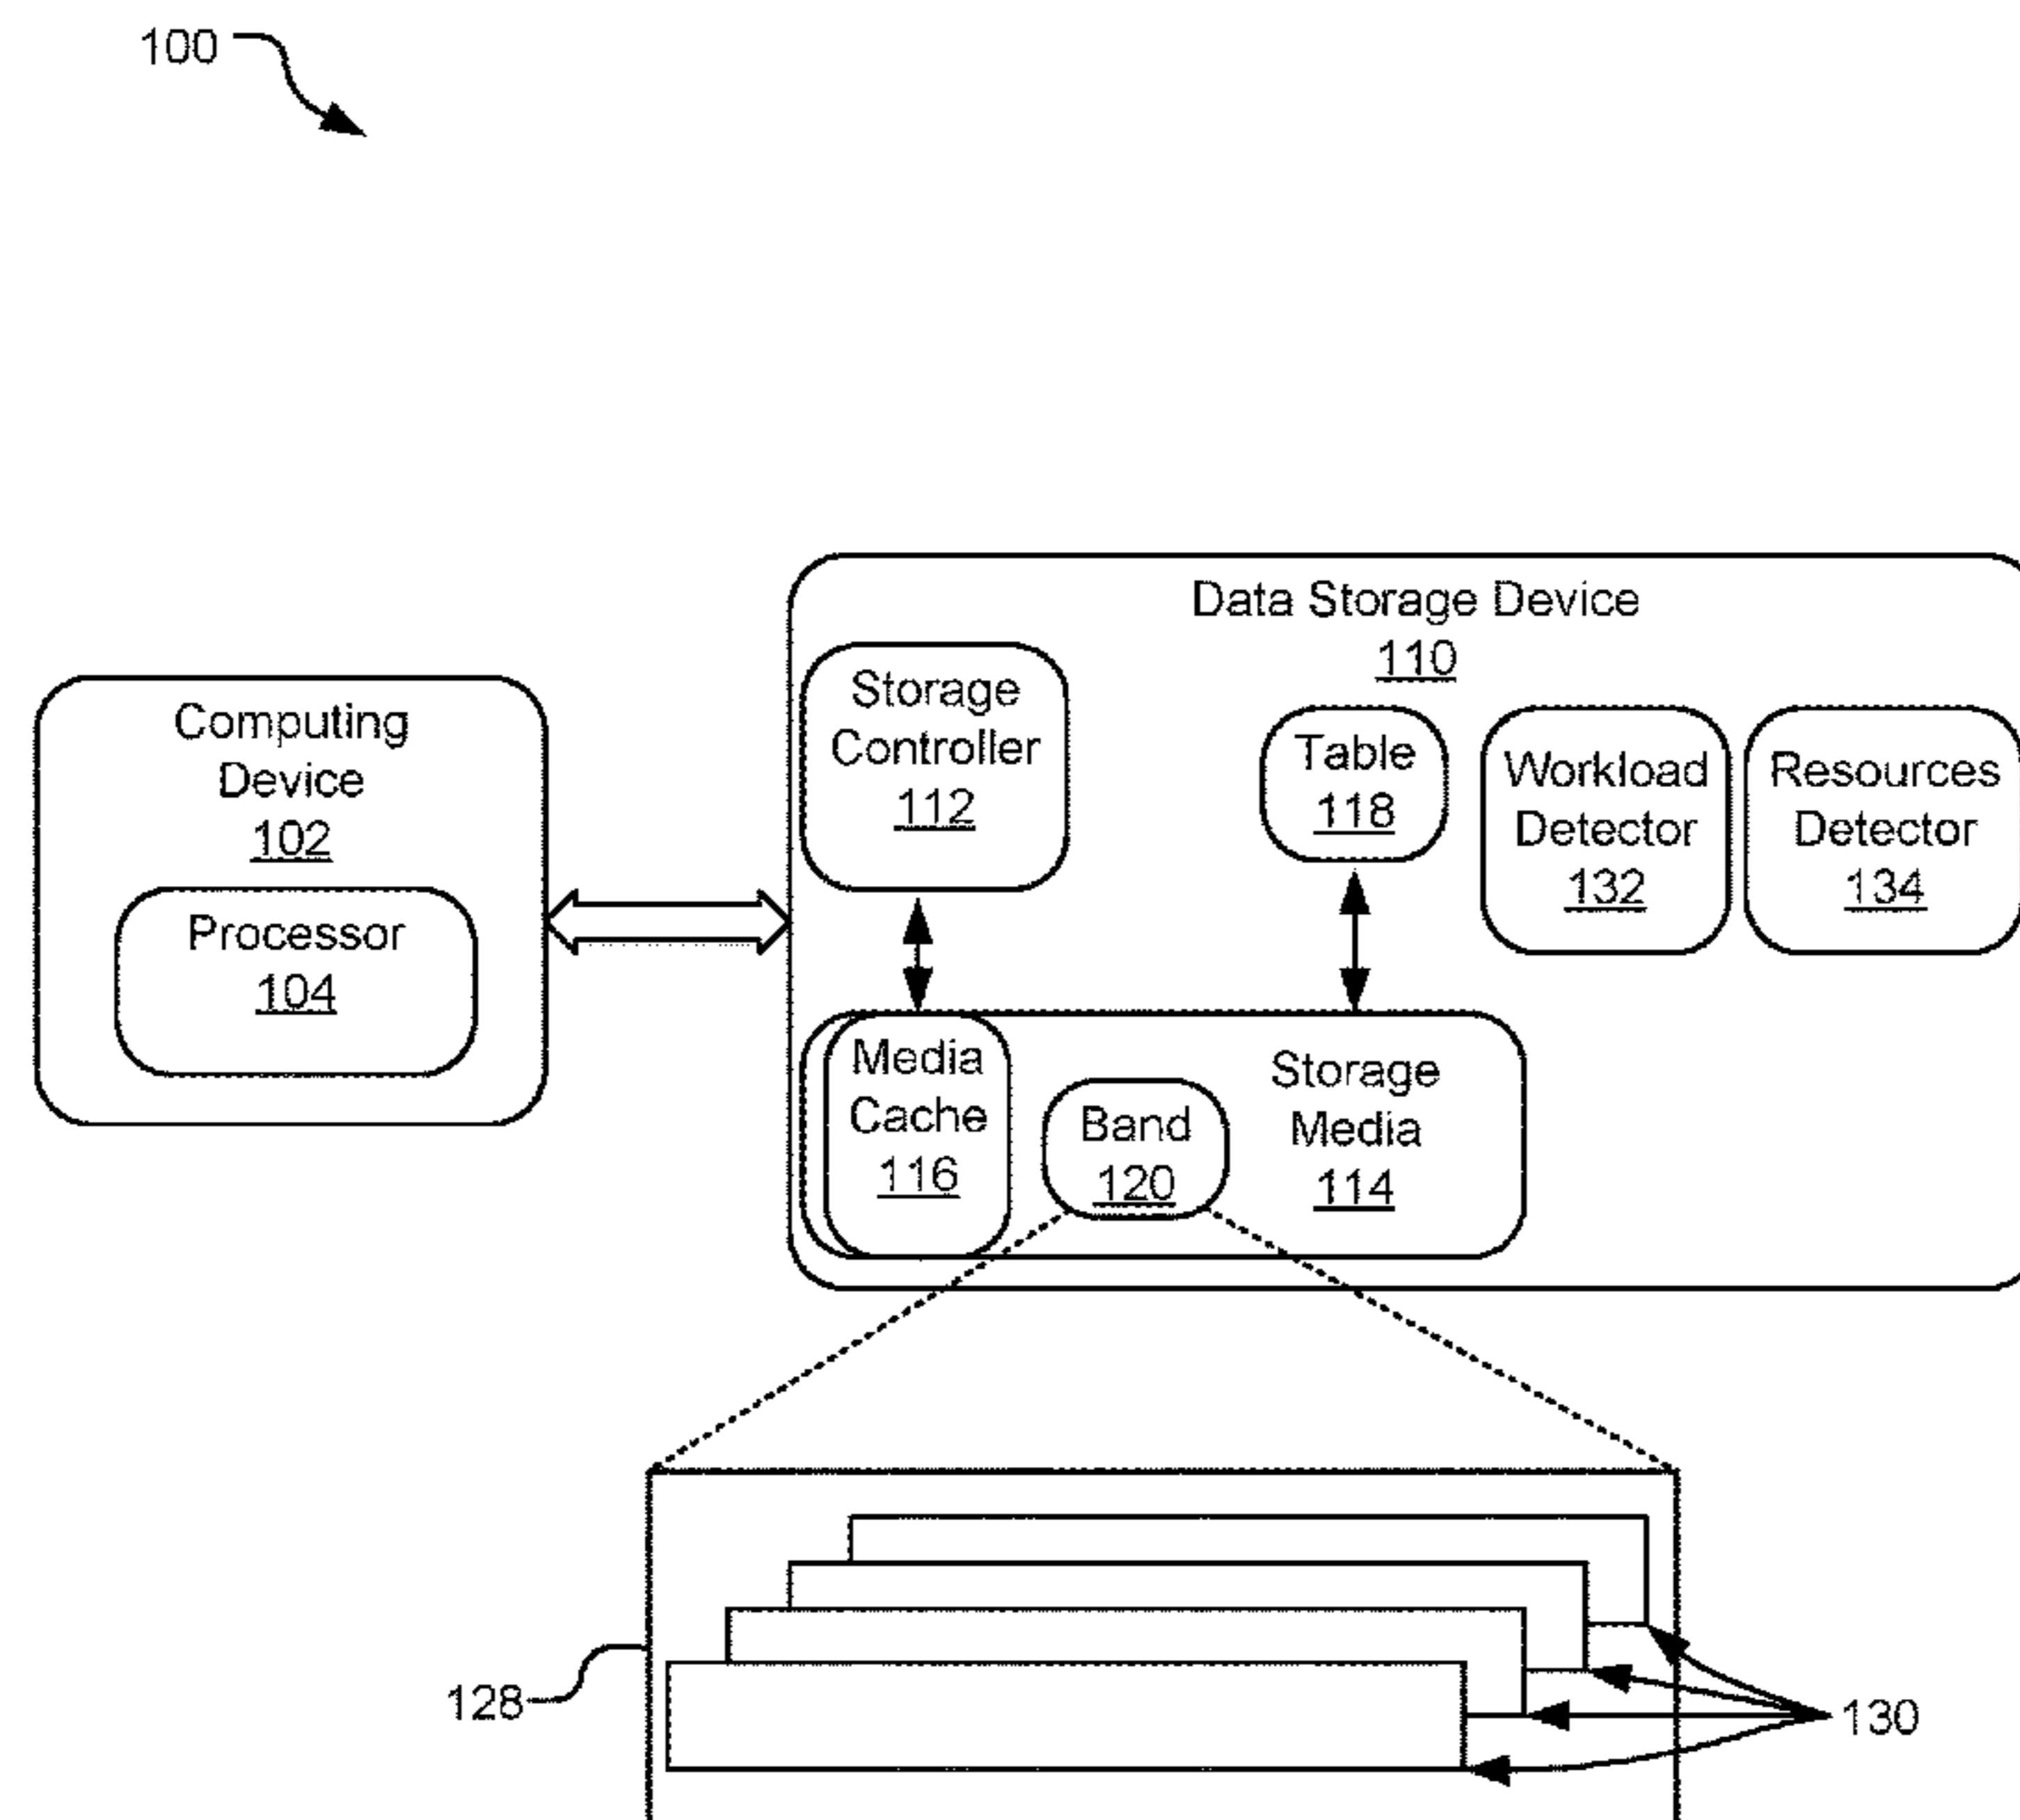 100
Data Storage Device
110
Storage
Controller
112
Table
118
Workload
Detector
132
Resources
Detector
134
Computing
Device
102
Processor
104
Media
Cache
116
Band
120
Storage
Media
114
128
130